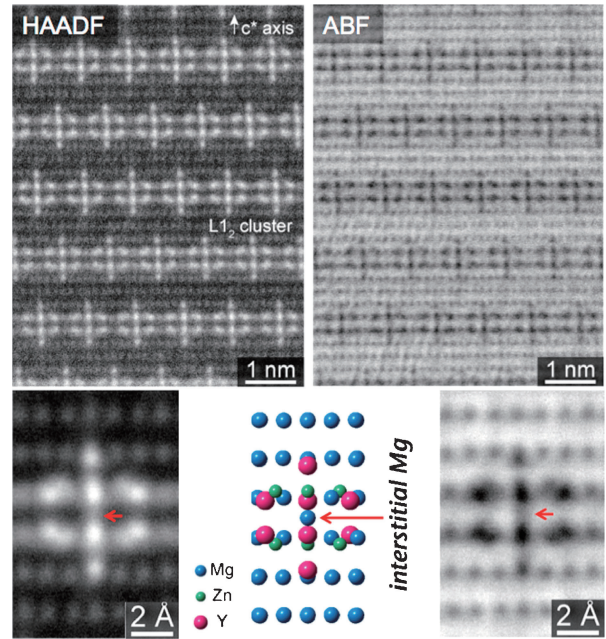 HAADF
↑c* axis
ABF
L1₂ cluster
1 nm
1 nm
interstitial Mg
Mg
Zn
Y
2 Å
2 Å